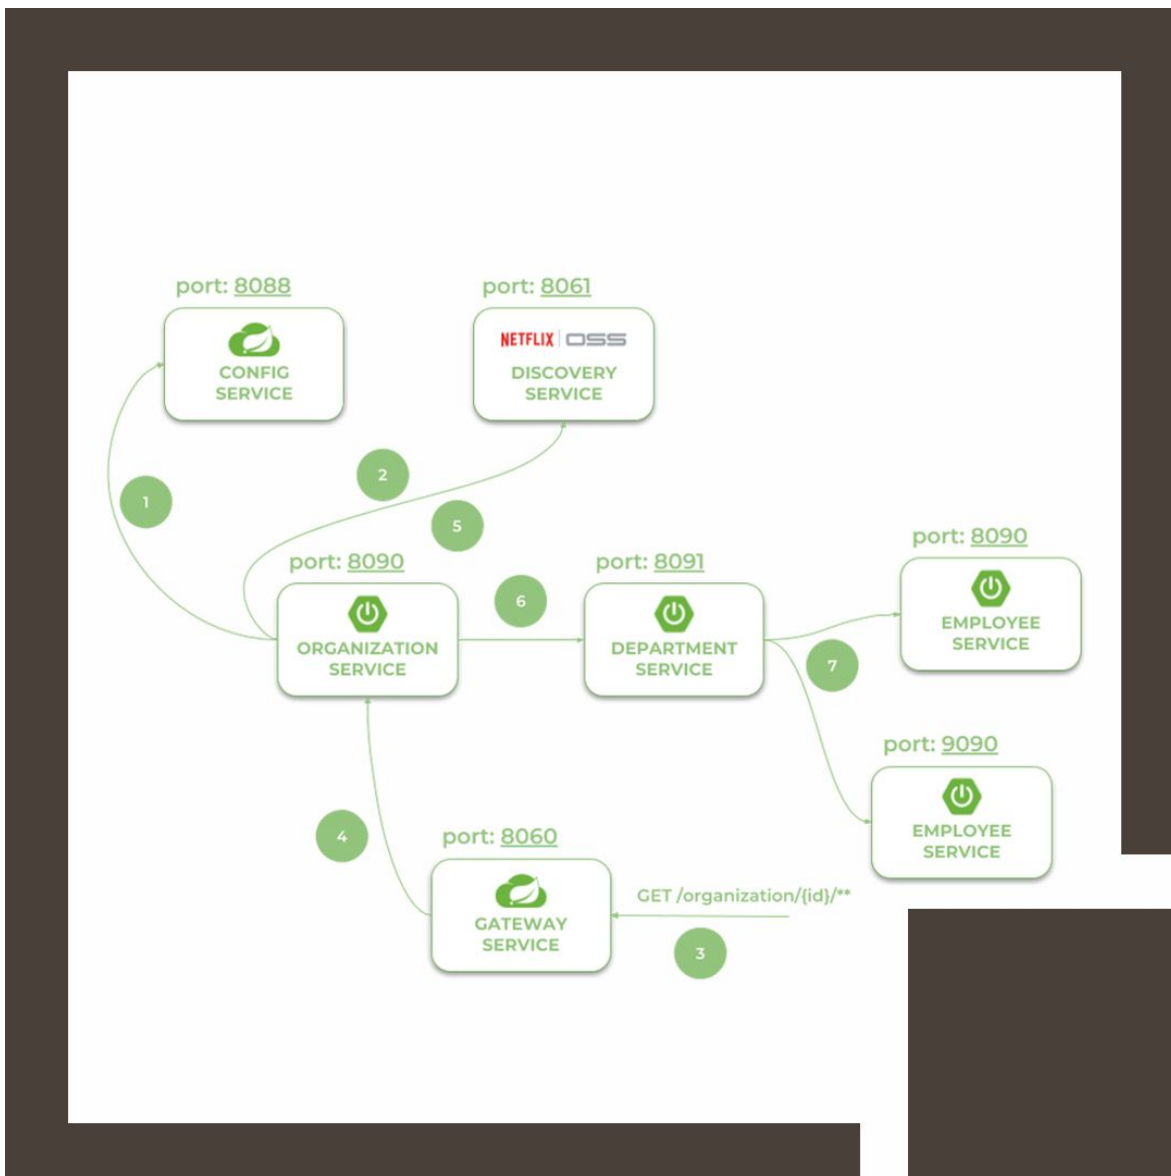 port: 8088
CONFIG
SERVICE
port: 8061
NETFLIX OSS
DISCOVERY
SERVICE
1
2
5
port: 8090
ORGANIZATION
SERVICE
6
port: 8091
DEPARTMENT
SERVICE
port: 8090
EMPLOYEE
SERVICE
7
port: 9090
EMPLOYEE
SERVICE
4
port: 8060
GATEWAY
SERVICE
GET /organization/{id}/**
3